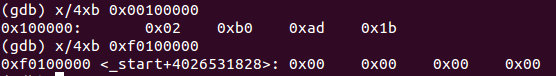 (gdb) x/4xb 0x00100000
0x100000: 0x02 0xb0 0xad 0x1b
(gdb) x/4xb 0xf0100000
0xf0100000 <_start+4026531828>: 0x00 0x00 0x00 0x00